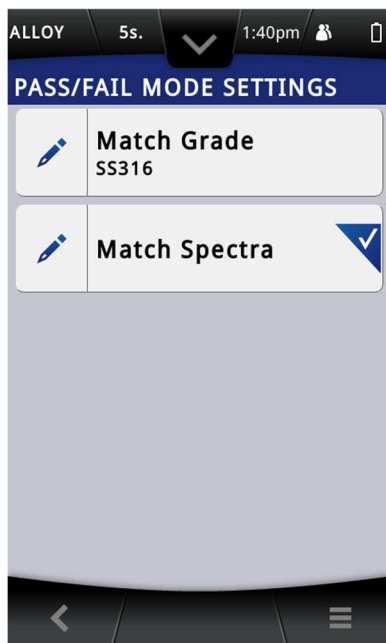 ALLOY 5s. 1:40pm
PASS/FAIL MODE SETTINGS
Match Grade
SS316
Match Spectra